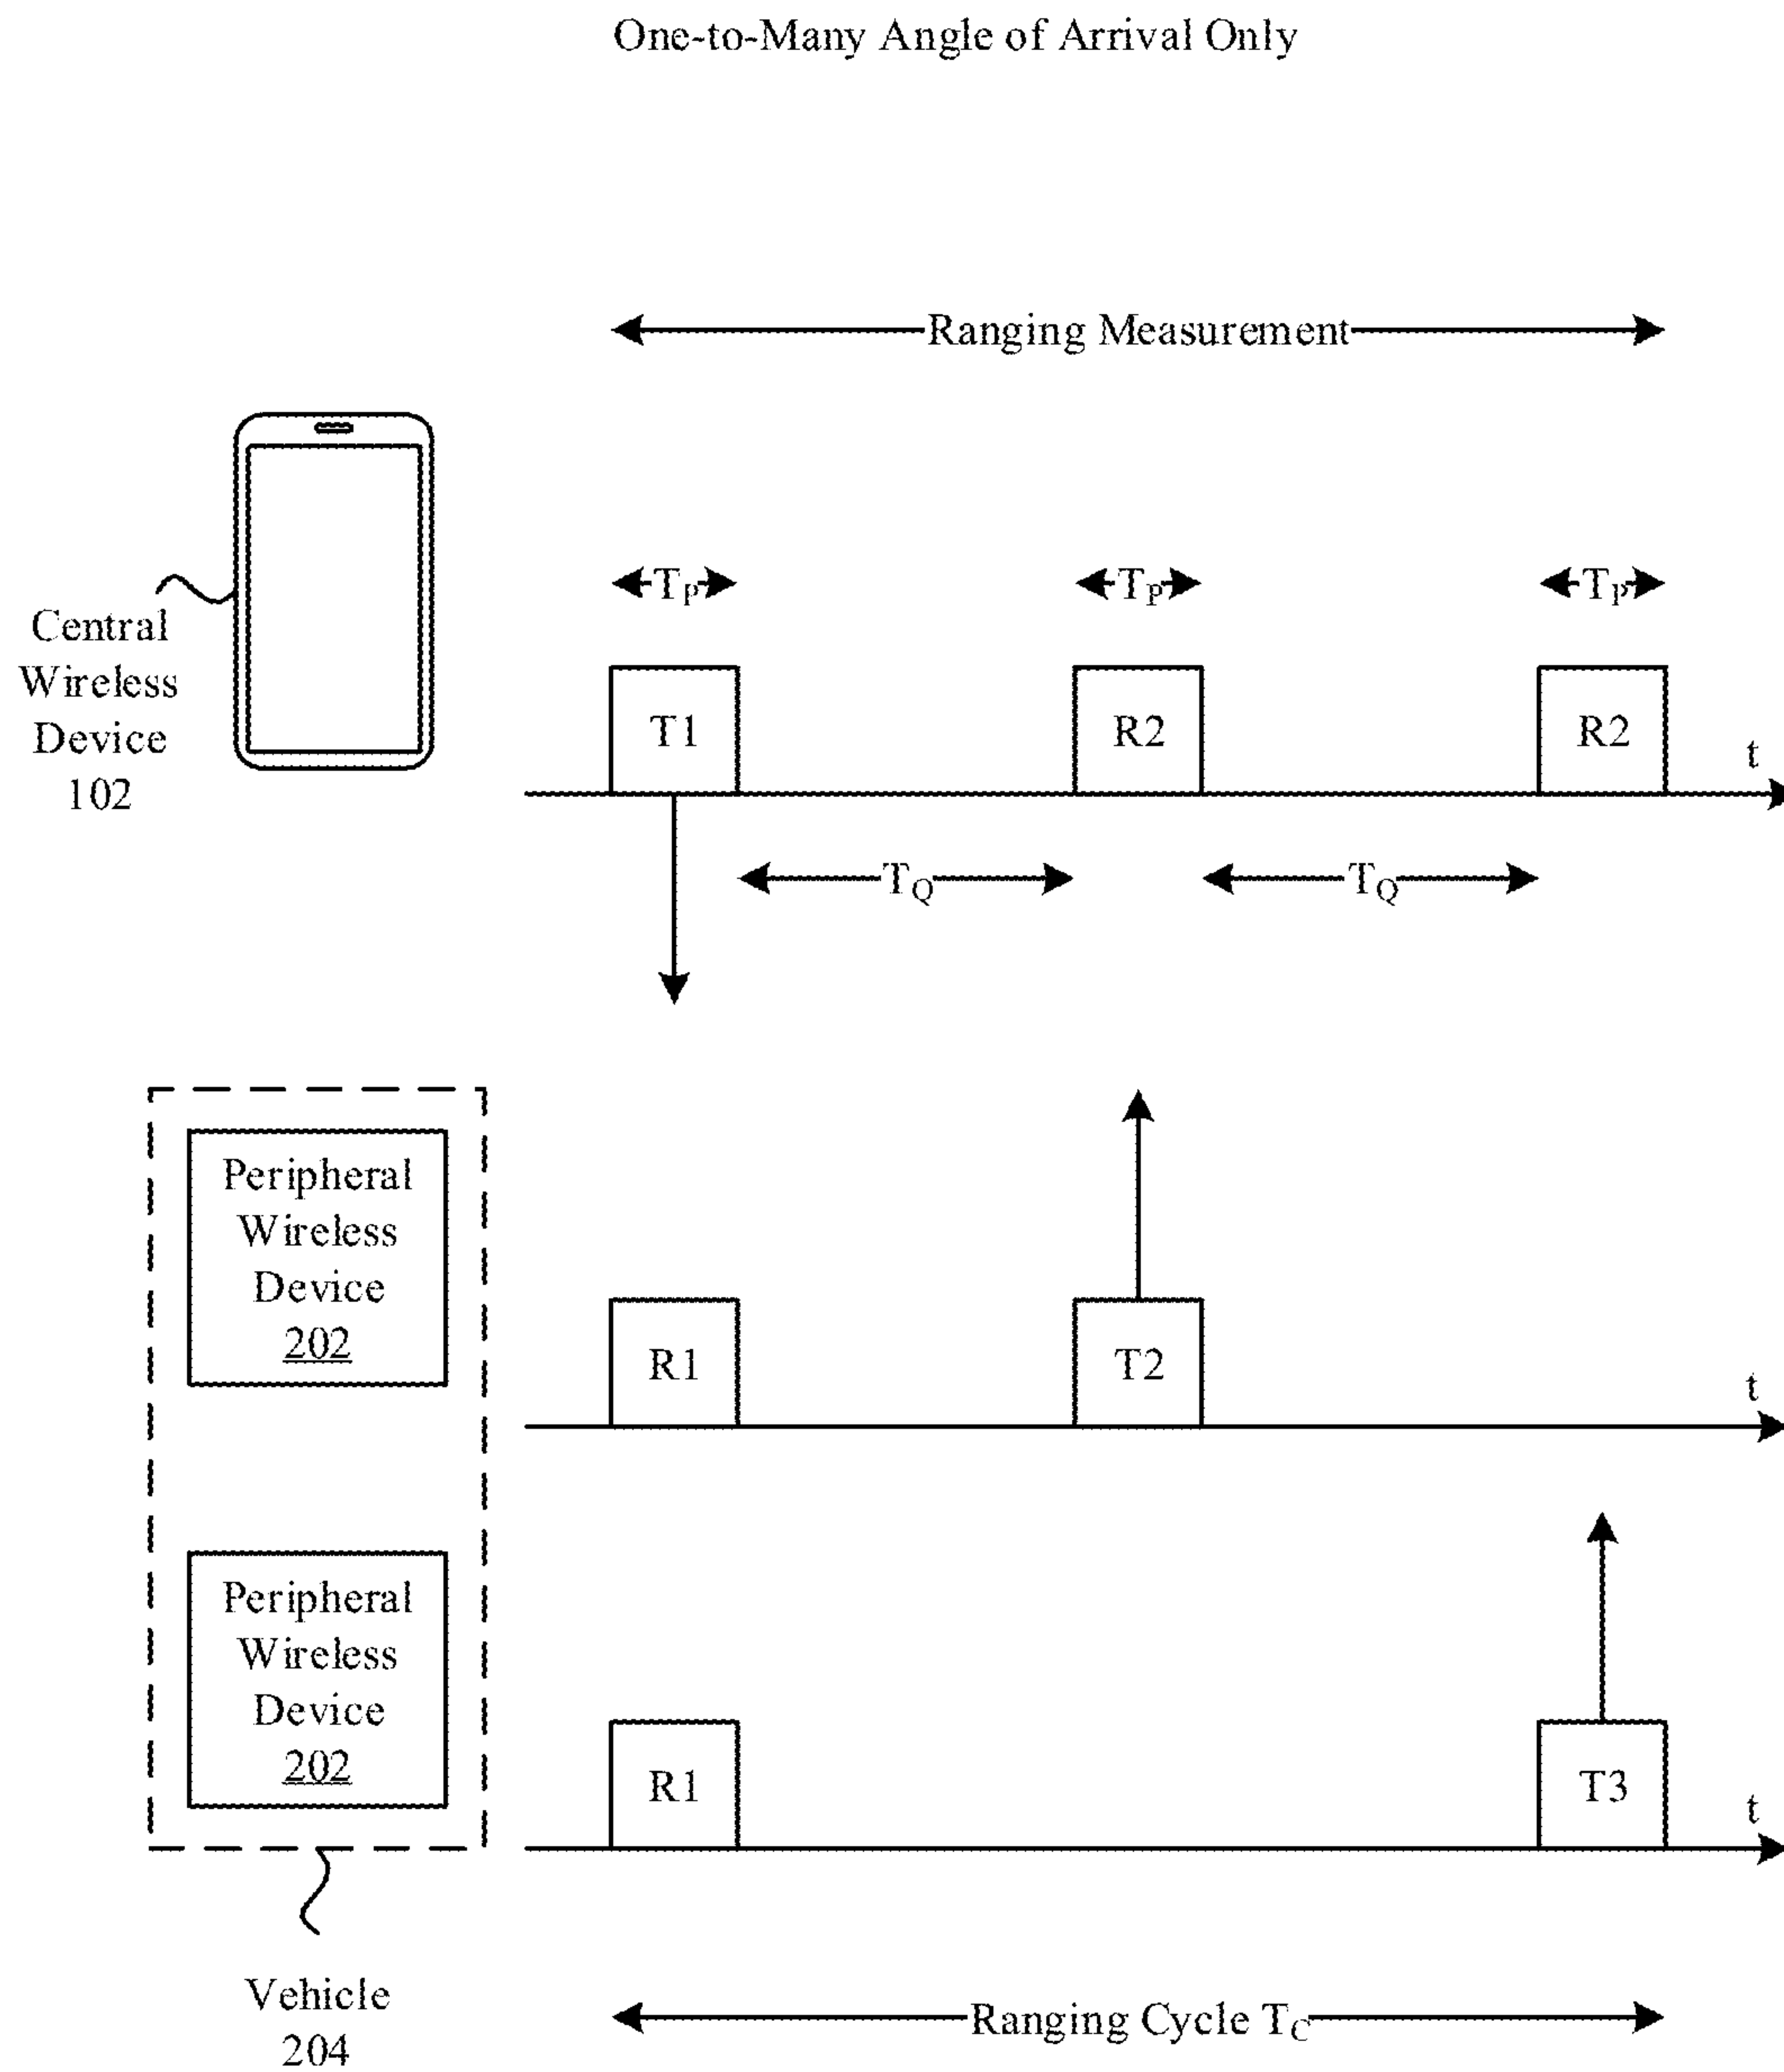 One-to-Many Angle of Arrival Only
Ranging Measurement
Central
Wireless
Device
102
TP TP TP
T1 R2 R2 t
TQ TQ
Peripheral
Wireless
Device
202
R1 T2 t
Peripheral
Wireless
Device
202
R1 T3 t
Vehicle
204
Ranging Cycle TC